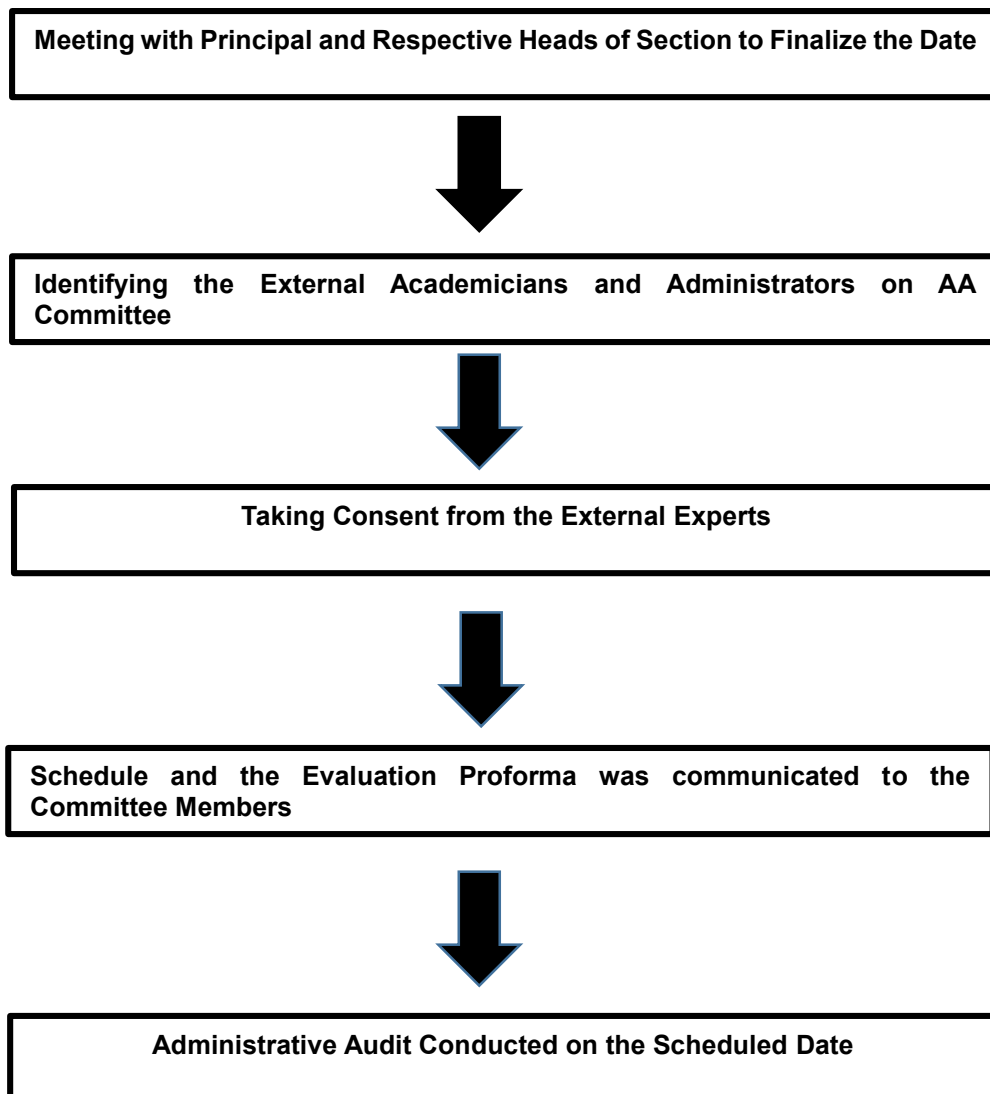 Meeting with Principal and Respective Heads of Section to Finalize the Date
Identifying the External Academicians and Administrators on AA
Committee
Taking Consent from the External Experts
Schedule and the Evaluation Proforma was communicated to the
Committee Members
Administrative Audit Conducted on the Scheduled Date